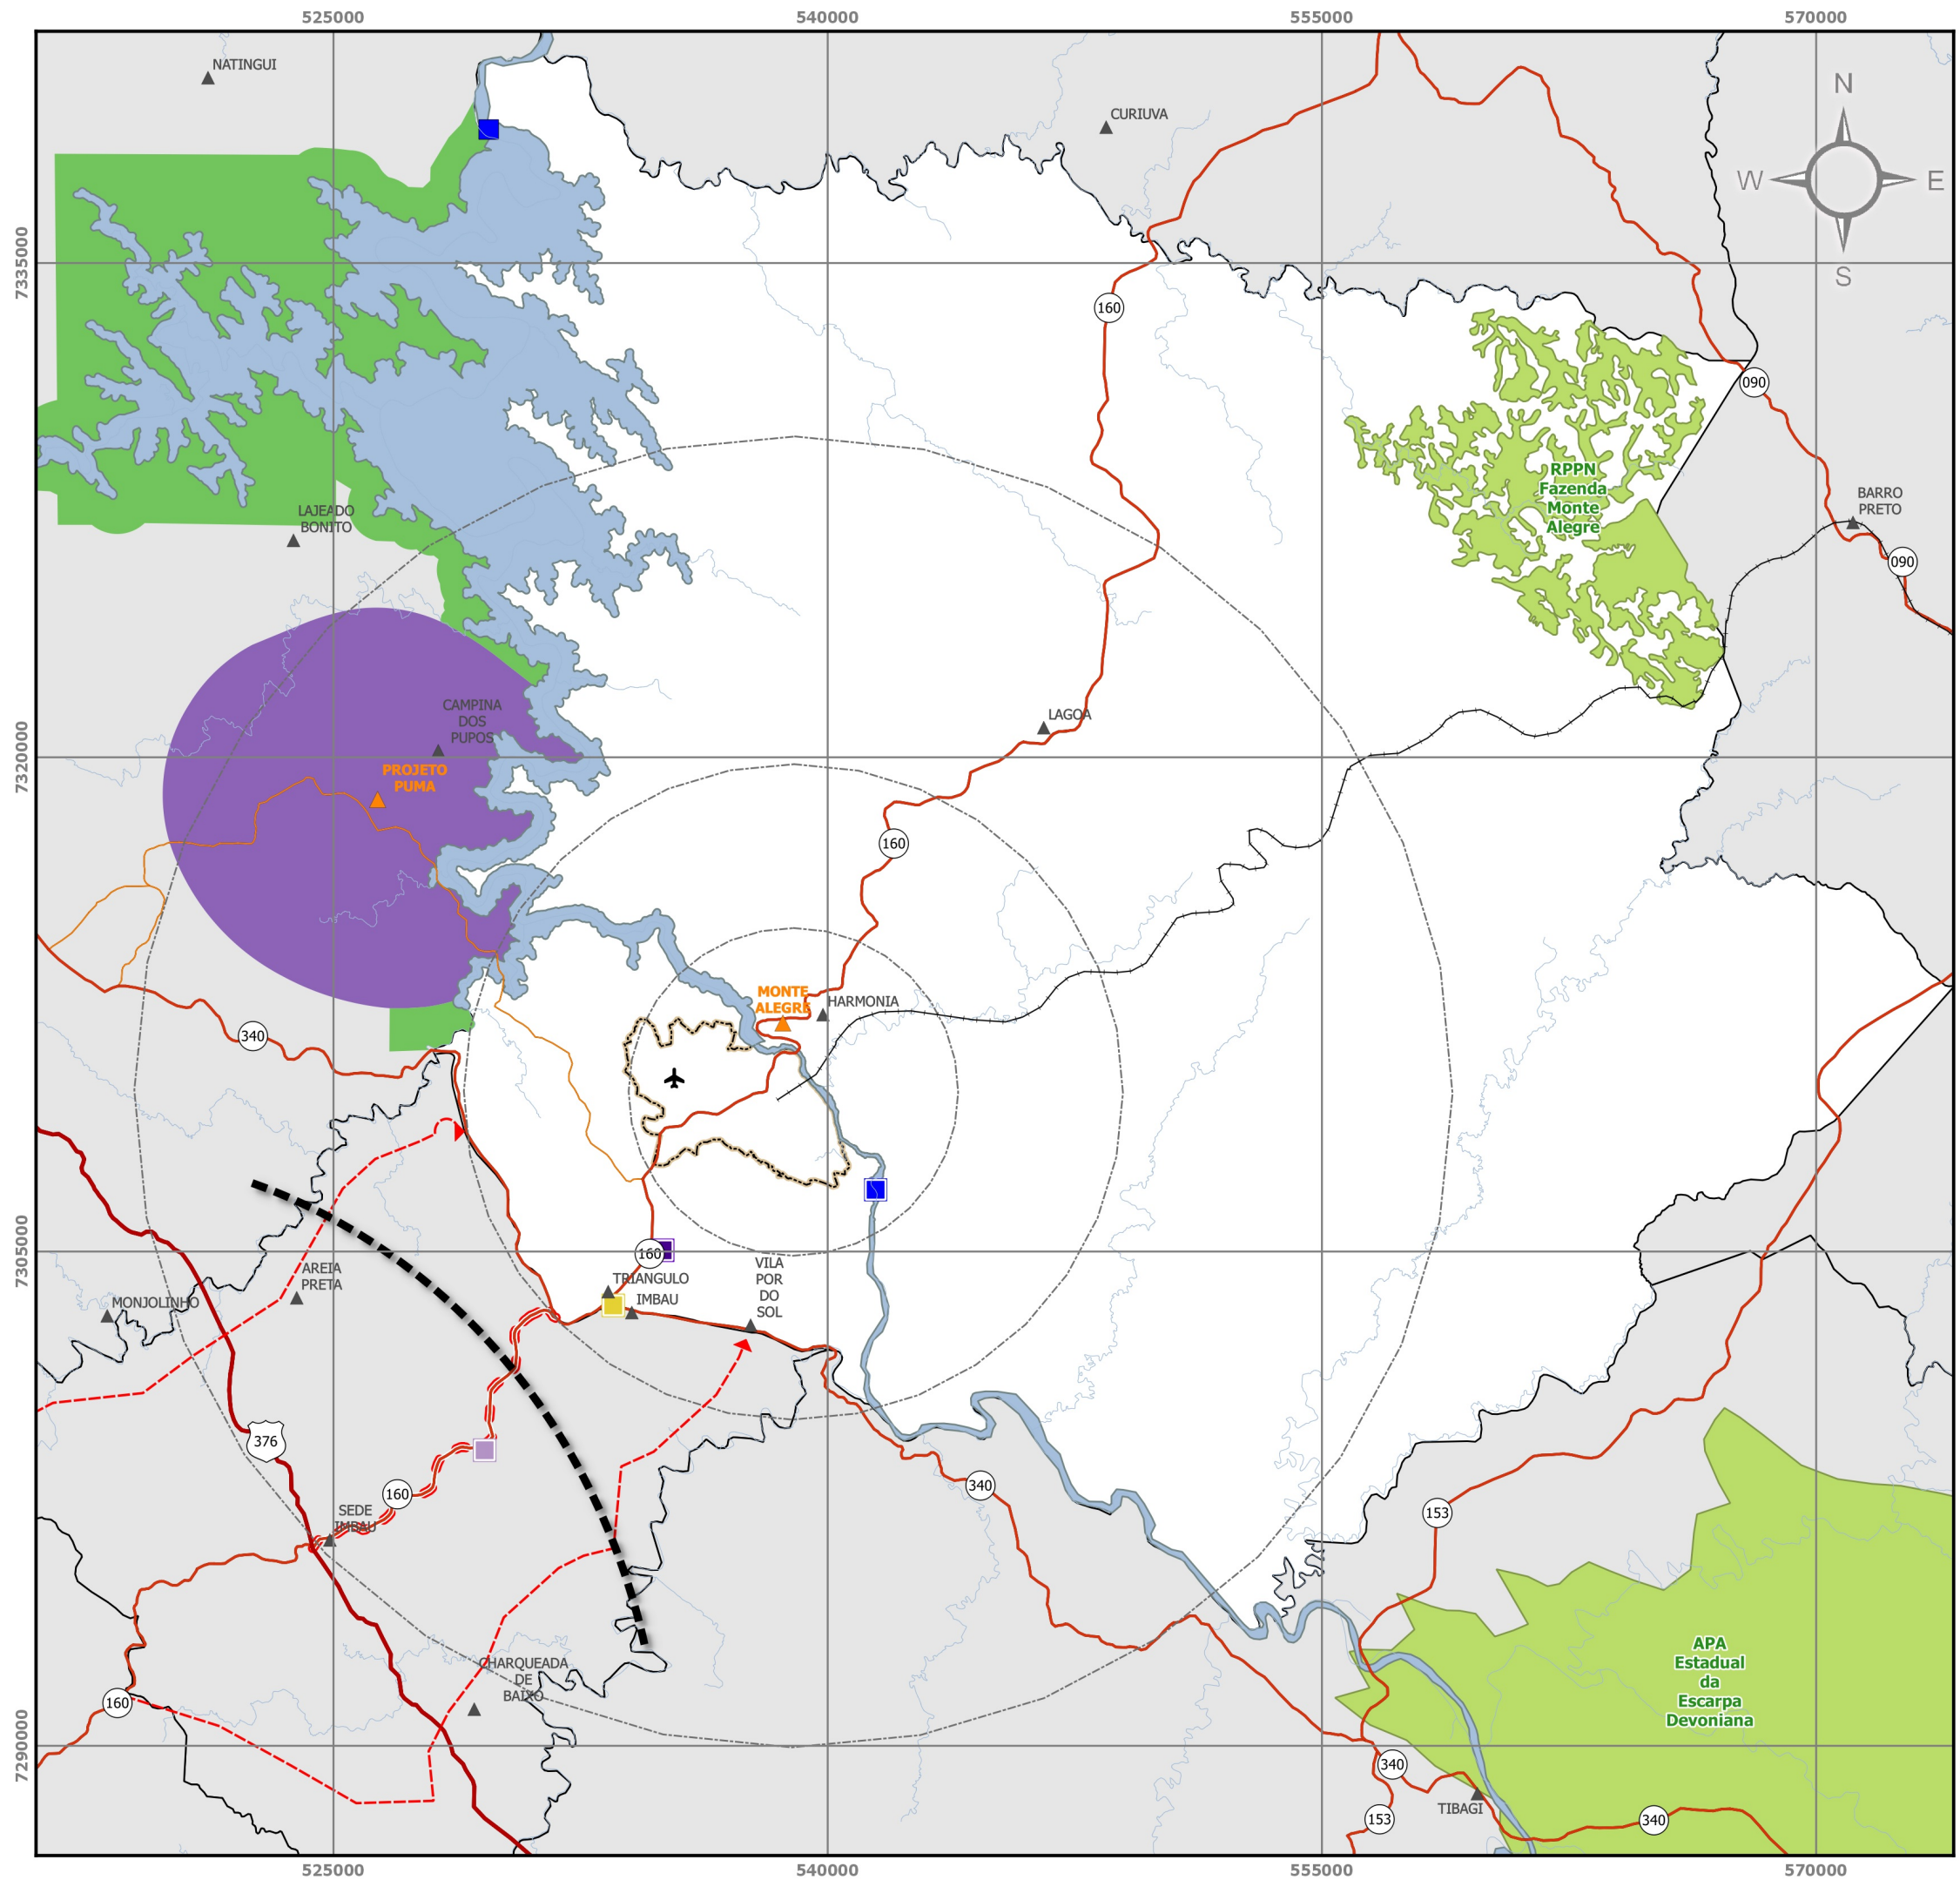 525000
540000
555000
570000
NATINGUI
CURIUVA
N
W
E
S
7335000
160
090
RPPN
Fazenda
Monte
Alegre
BARRO
PRETO
LAJEADO
BONITO
090
CAMPINA
DOS
PUPOS
LAGOA
7320000
PROJETO
PUMA
160
MONTE
ALEGRE
HARMONIA
340
7305000
160
AREIA
PRETA
TRIANGULO
IMBAU
VILA
POR
DO
SOL
MONJOLINHO
376
160
340
153
SEDE
IMBAU
CHARQUEADA
DE
BAIXO
APA
Estadual
da
Escarpa
Devoniana
160
7290000
340
TIBAGI
153
340
525000
540000
555000
570000